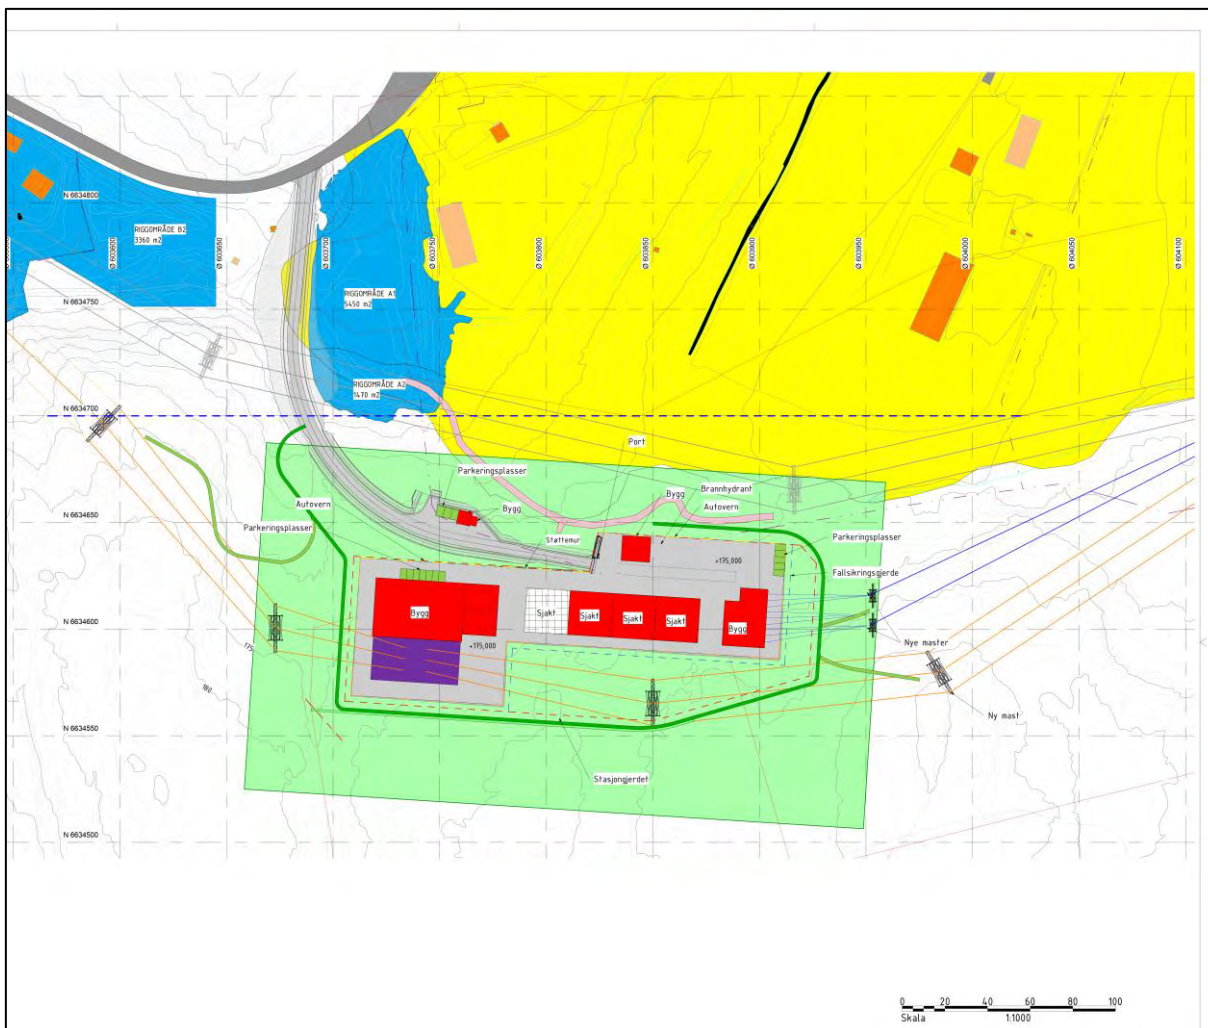 N 6634800
RIGGOMRÅDE B2
3360 m2
Ø 603600
Ø 603650
Ø 603700
Ø 603750
Ø 603800
Ø 603850
Ø 603900
Ø 603950
Ø 604000
Ø 604050
Ø 604100
N 6634750
RIGGOMRÅDE A1
5450 m2
RIGGOMRÅDE A2
1470 m2
N 6634700
Port
Parkeringsplasser
Bygg
Brannhydrant
Autovern
Autovern
Bygg
N 6634650
Parkeringsplasser
Støttemur
Parkeringsplasser
+175,000
Fallsikringsgjerde
Bygg
Sjakt
Sjakt
Sjakt
Sjakt
Bygg
N 6634600
+175,000
Nye master
175
180
Ny mast
N 6634550
Stasjongjerdet
N 6634500
0 20 40 60 80 100
Skala 1:1000